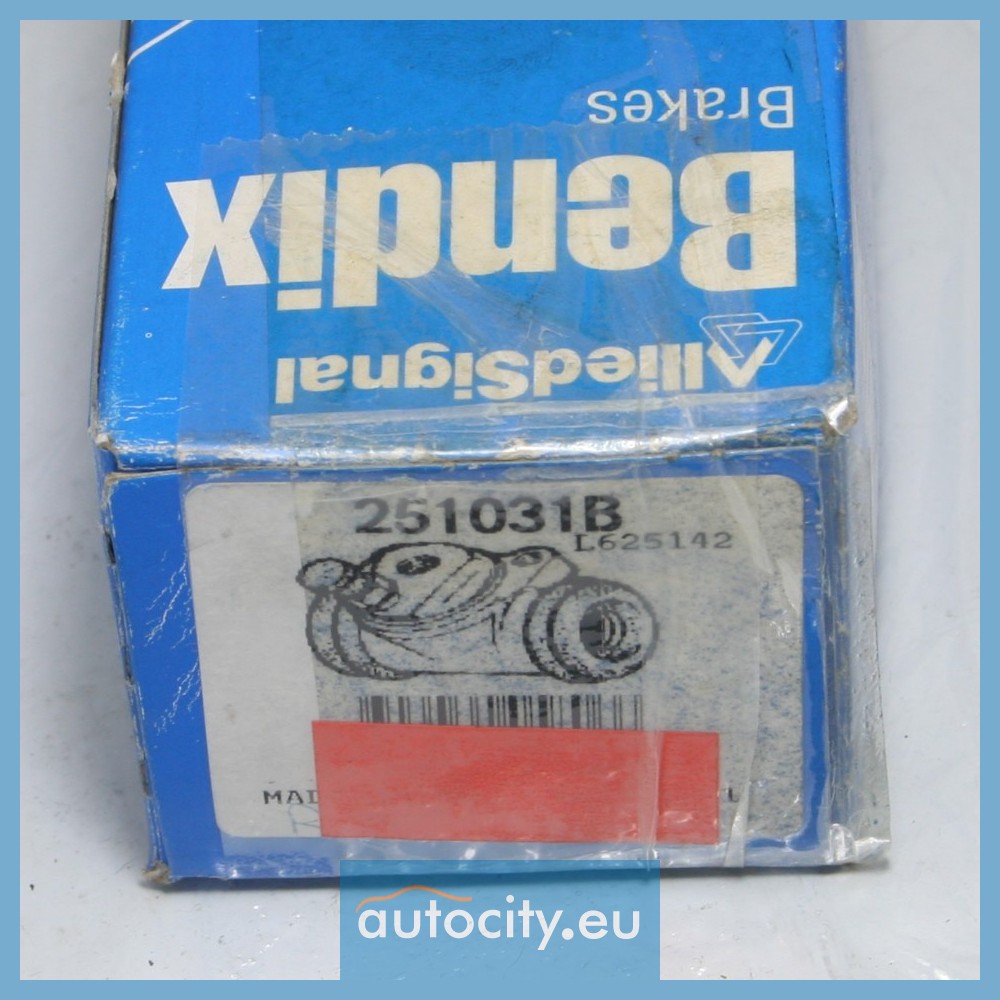 Brakes
Bendix
AlliedSignal
251031B
L625142
autocity.eu